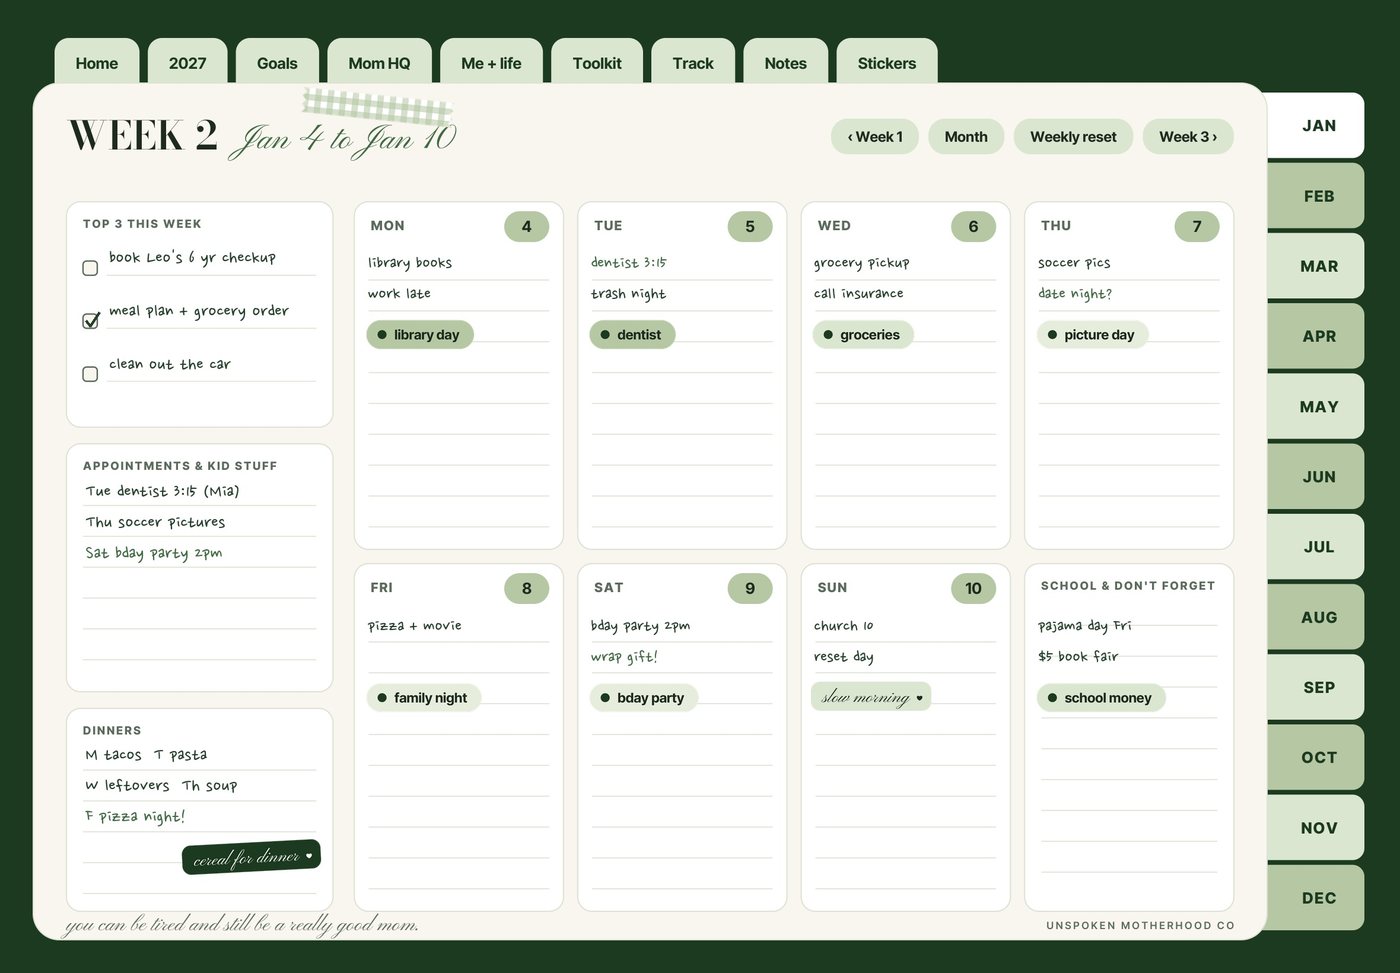 Home
2027
Goals
Mom HQ
Me + life
Toolkit
Track
Notes
Stickers
WEEK 2 Jan 4 to Jan 10
‹ Week 1
Month
Weekly reset
Week 3 ›
JAN
FEB
MAR
APR
MAY
JUN
JUL
AUG
SEP
OCT
NOV
DEC
TOP 3 THIS WEEK
book Leo's 6 yr checkup
meal plan + grocery order
clean out the car
APPOINTMENTS & KID STUFF
Tue dentist 3:15 (Mia)
Thu soccer pictures
Sat bday party 2pm
DINNERS
M tacos T pasta
W leftovers Th soup
F pizza night!
cereal for dinner ♥
MON 4
library books
work late
library day
TUE 5
dentist 3:15
trash night
dentist
WED 6
grocery pickup
call insurance
groceries
THU 7
soccer pics
date night?
picture day
FRI 8
pizza + movie
family night
SAT 9
bday party 2pm
wrap gift!
bday party
SUN 10
church 10
reset day
slow morning ♥
SCHOOL & DON'T FORGET
pajama day Fri
$5 book fair
school money
you can be tired and still be a really good mom.
UNSPOKEN MOTHERHOOD CO